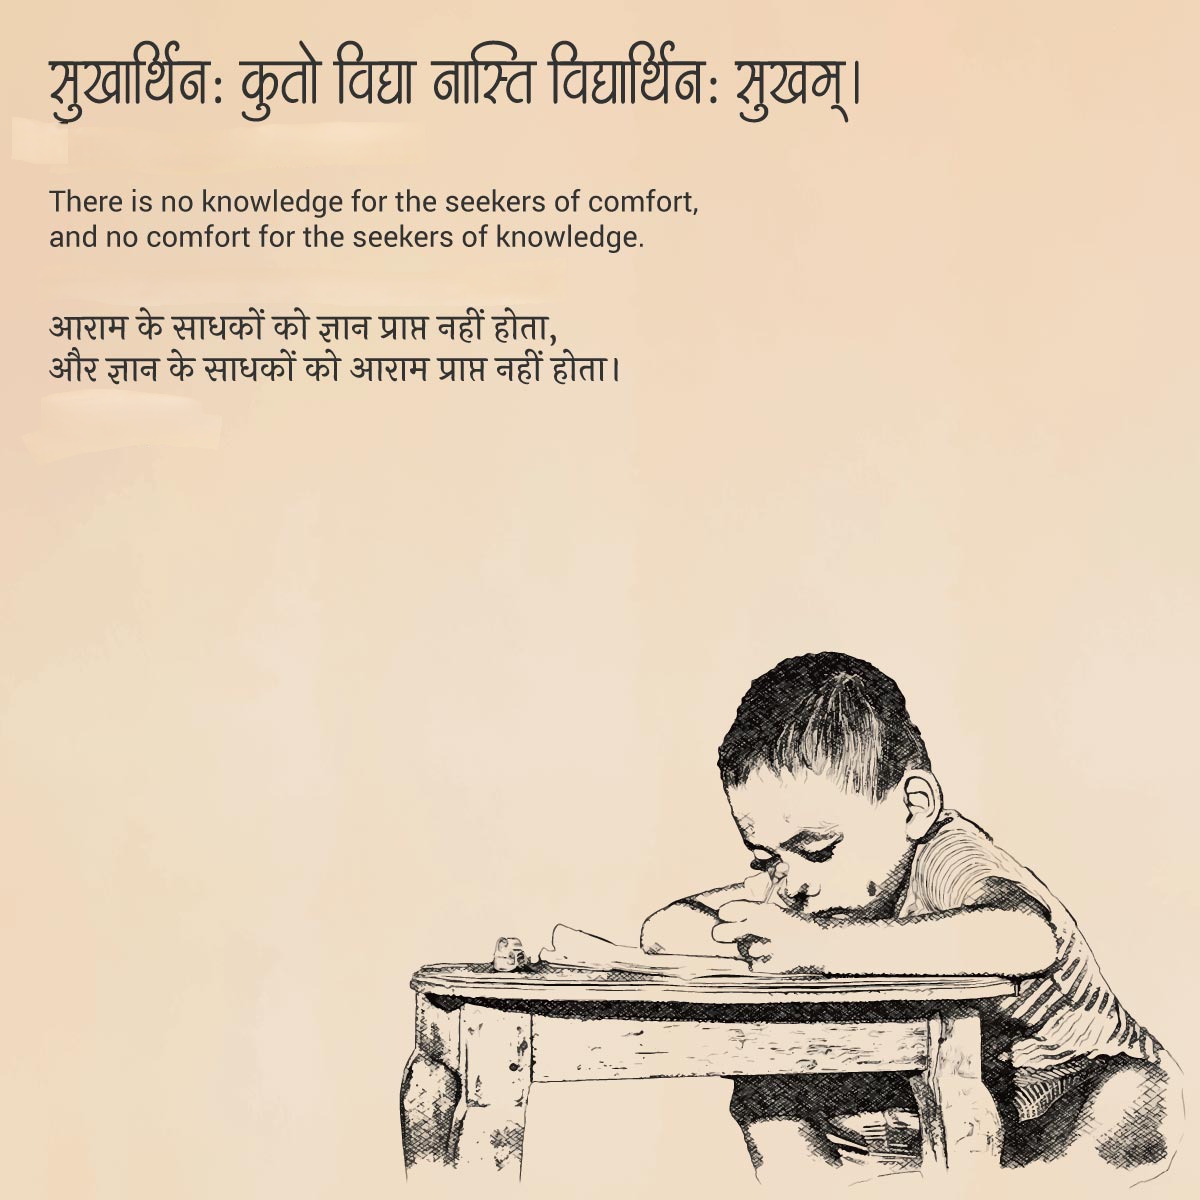 सुखार्थिन: कुतो विद्या नास्ति विद्यार्थिन: सुखम्।
There is no knowledge for the seekers of comfort,
and no comfort for the seekers of knowledge.
आराम के साधकों को ज्ञान प्राप्त नहीं होता,
और ज्ञान के साधकों को आराम प्राप्त नहीं होता।